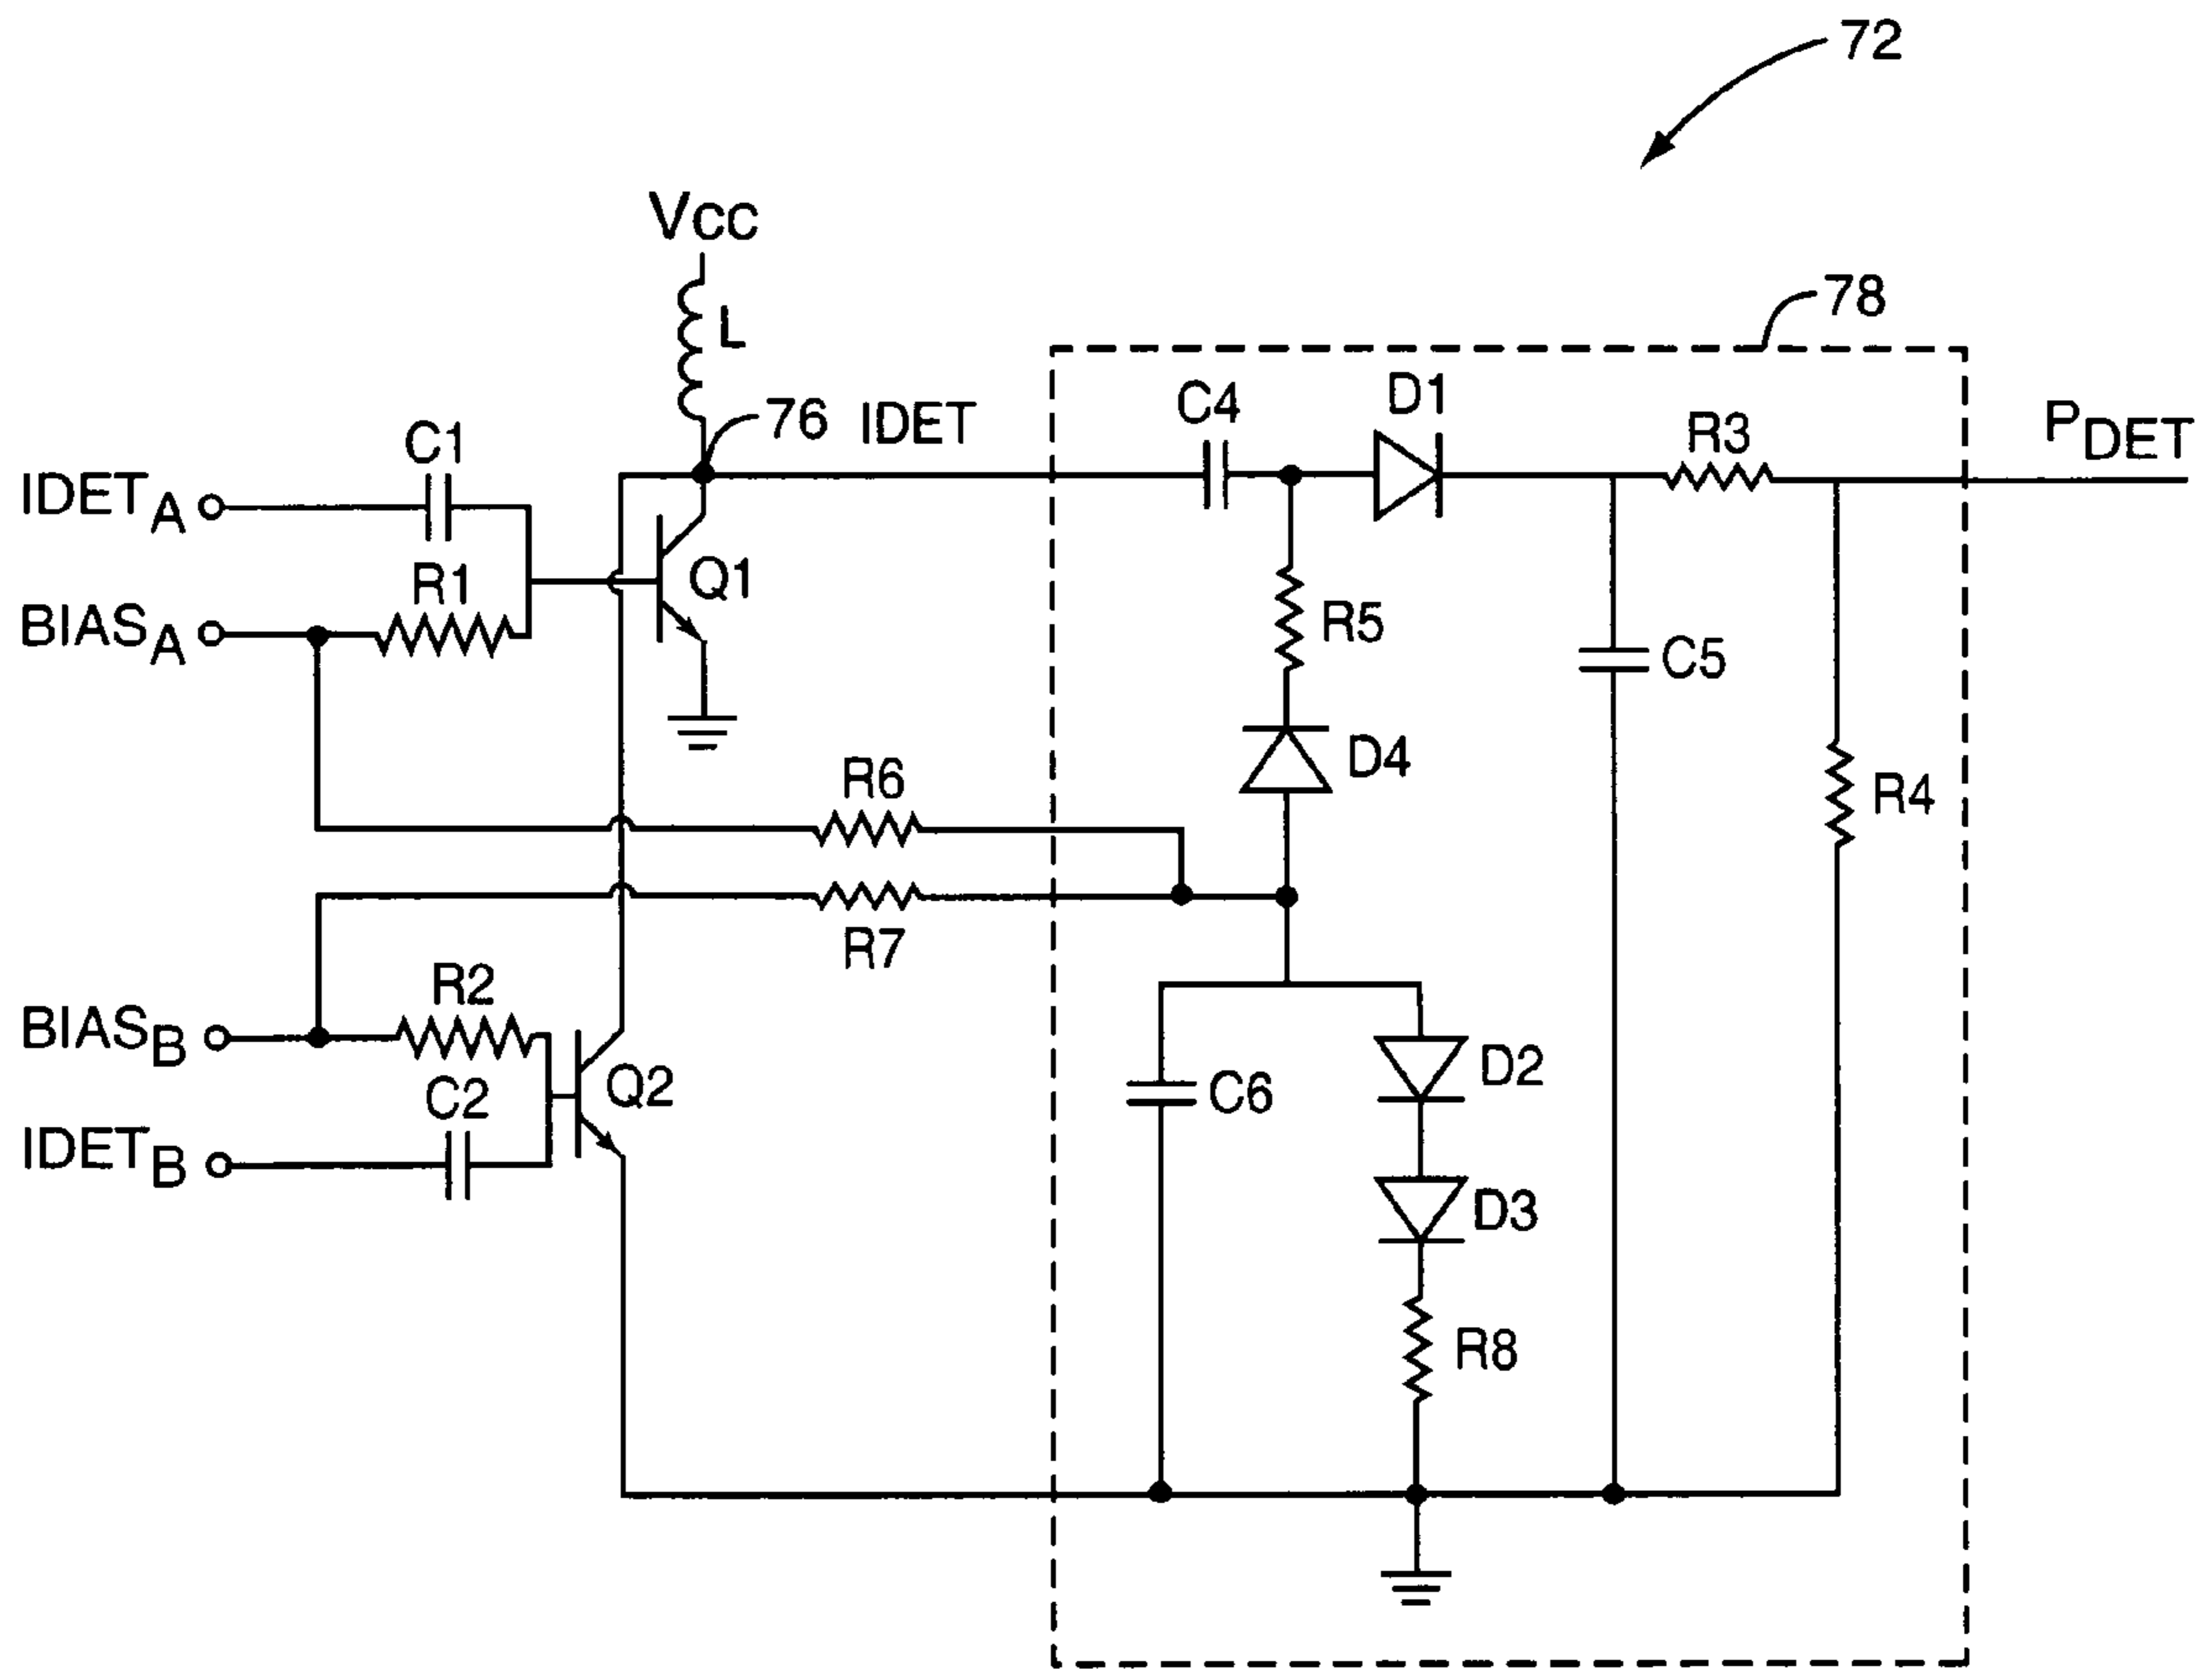 72
VCC
L
78
76
IDET
C4
D1
R3
PDET
C1
IDETA
Q1
R1
BIASA
R5
C5
D4
R4
R6
R7
R2
BIASB
Q2
C2
IDETB
C6
D2
D3
R8